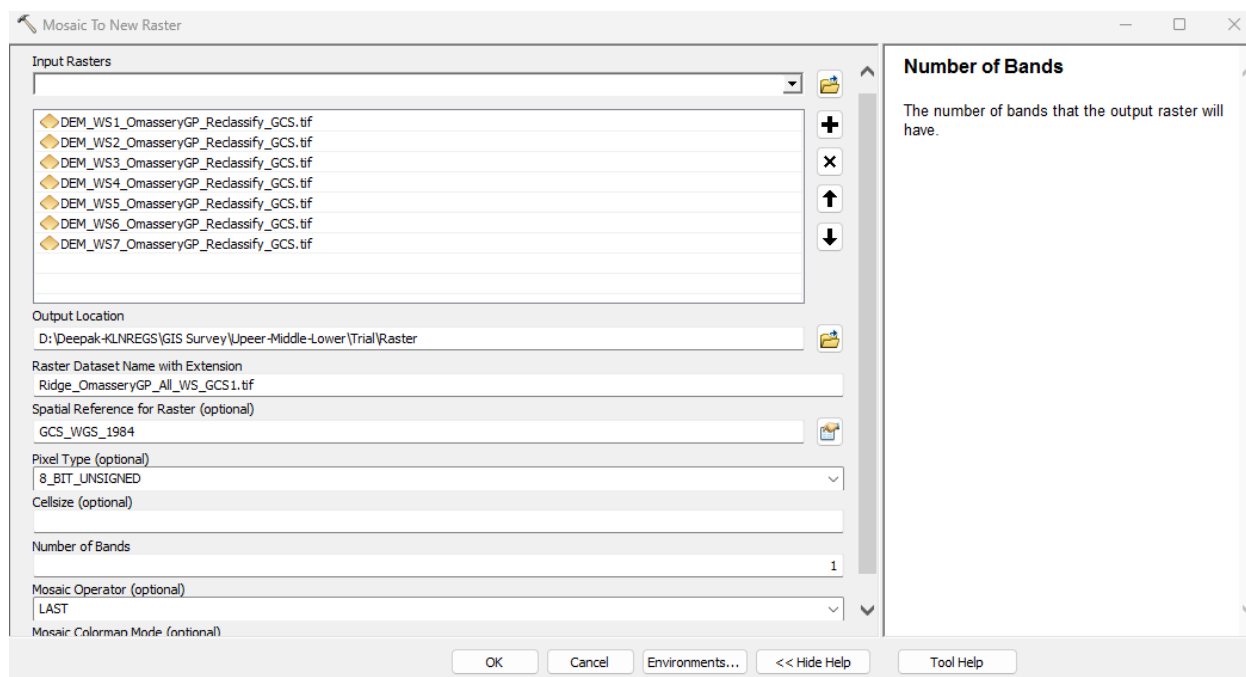 Mosaic To New Raster
Input Rasters
DEM_WS1_OmasseryGP_Reclassify_GCS.tif
DEM_WS2_OmasseryGP_Reclassify_GCS.tif
DEM_WS3_OmasseryGP_Reclassify_GCS.tif
DEM_WS4_OmasseryGP_Reclassify_GCS.tif
DEM_WS5_OmasseryGP_Reclassify_GCS.tif
DEM_WS6_OmasseryGP_Reclassify_GCS.tif
DEM_WS7_OmasseryGP_Reclassify_GCS.tif
Output Location
D:\Deepak-KLNREGS\GIS Survey\Upeer-Middle-Lower\Trial\Raster
Raster Dataset Name with Extension
Ridge_OmasseryGP_All_WS_GCS1.tif
Spatial Reference for Raster (optional)
GCS_WGS_1984
Pixel Type (optional)
8_BIT_UNSIGNED
Cellsize (optional)
Number of Bands
1
Mosaic Operator (optional)
LAST
Mosaic Colormap Mode (optional)
Number of Bands
The number of bands that the output raster will
have.
OK Cancel Environments... << Hide Help Tool Help